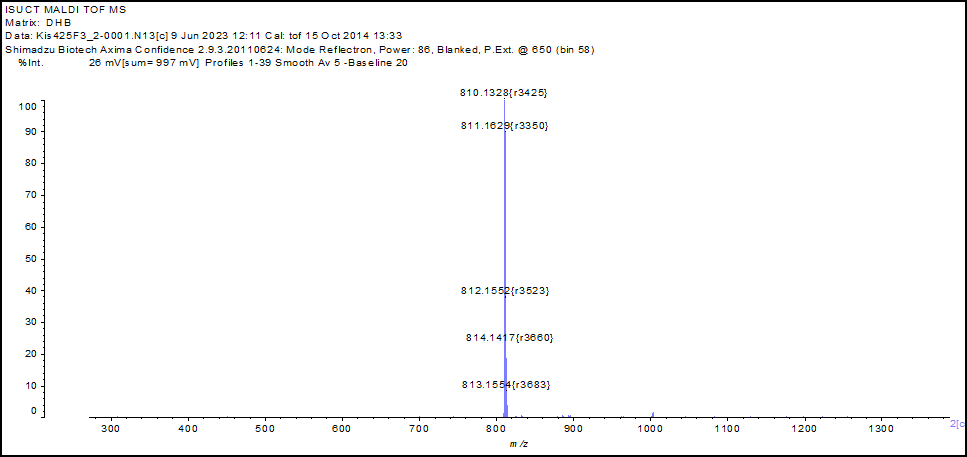 ISUCT MALDI TOF MS
Matrix: DHB
Data: Kis425F3_2-0001.N13[c] 9 Jun 2023 12:11 Cal: tof 15 Oct 2014 13:33
Shimadzu Biotech Axima Confidence 2.9.3.20110624: Mode Reflectron, Power: 86, Blanked, P.Ext. @ 650 (bin 58)
%Int. 26 mV[sum= 997 mV] Profiles 1-39 Smooth Av 5 -Baseline 20
810.1328{r3425}
100
811.1629{r3350}
90
80
70
60
50
812.1552{r3523}
40
30
814.1417{r3660}
20
813.1554{r3683}
10
0
2[c
300 400 500 600 700 800 900 1000 1100 1200 1300
m/z